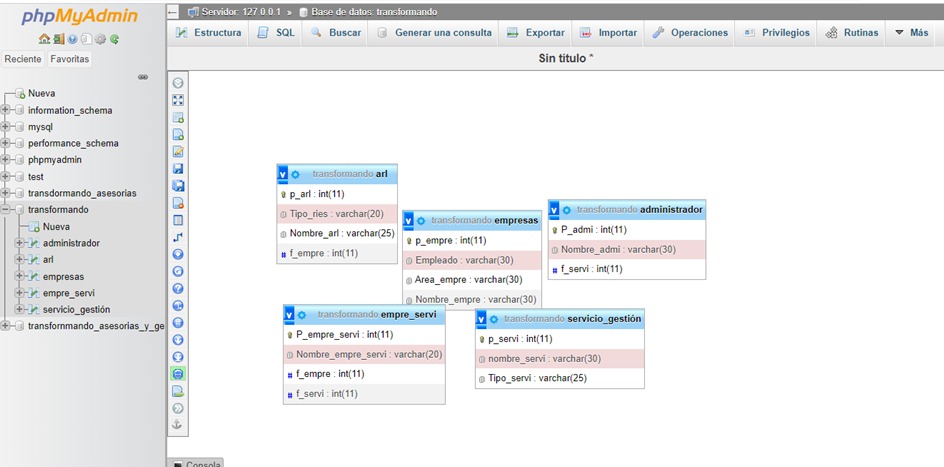 phpMyAdmin
Reciente Favoritas
Nueva
information_schema
mysql
performance_schema
phpmyadmin
test
transdormando_asesorias
transformando
Nueva
administrador
arl
empresas
empre_servi
servicio_gestión
transfornmando_asesorias_y_ge
Servidor: 127.0.0.1 » Base de datos: transformando
Estructura SQL Buscar Generar una consulta Exportar Importar Operaciones Privilegios Rutinas Más
Sin título *
v transformando arl
p_arl : int(11)
Tipo_ries : varchar(20)
Nombre_arl : varchar(25)
# f_empre : int(11)
v transformando empresas
p_empre : int(11)
Empleado : varchar(30)
Area_empre : varchar(30)
Nombre_empre : varchar(30)
v transformando administrador
P_admi : int(11)
Nombre_admi : varchar(30)
# f_servi : int(11)
v transformando empre_servi
P_empre_servi : int(11)
Nombre_empre_servi : varchar(20)
# f_empre : int(11)
# f_servi : int(11)
v transformando servicio_gestión
p_servi : int(11)
nombre_servi : varchar(30)
Tipo_servi : varchar(25)
Consola